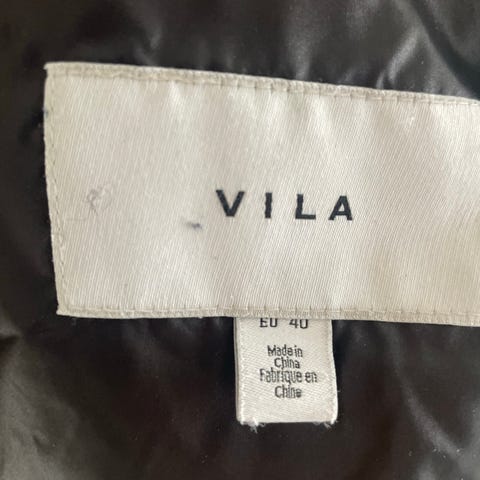 VILA
EU 40
Made in
China
Fabriqué en
Chine